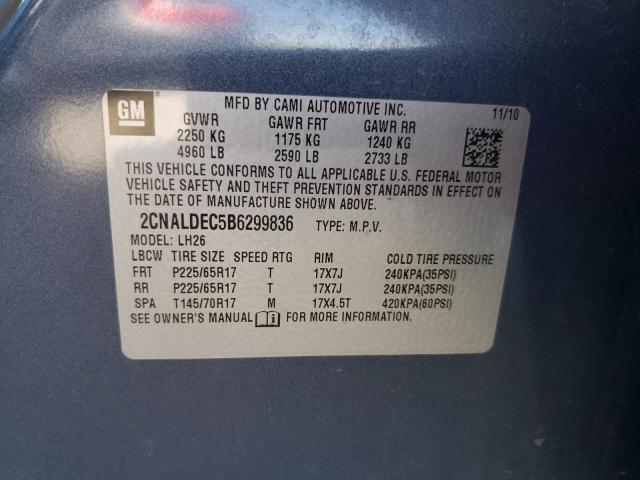 GM
MFD BY CAMI AUTOMOTIVE INC. 11/10
GVWR GAWR FRT GAWR RR
2250 KG 1175 KG 1240 KG
4960 LB 2590 LB 2733 LB
THIS VEHICLE CONFORMS TO ALL APPLICABLE U.S. FEDERAL MOTOR
VEHICLE SAFETY AND THEFT PREVENTION STANDARDS IN EFFECT ON
THE DATE OF MANUFACTURE SHOWN ABOVE.
2CNALDEC5B6299836 TYPE: M.P.V.
MODEL: LH26
LBCW TIRE SIZE SPEED RTG RIM COLD TIRE PRESSURE
FRT P225/65R17 T 17X7J 240KPA(35PSI)
RR P225/65R17 T 17X7J 240KPA(35PSI)
SPA T145/70R17 M 17X4.5T 420KPA(60PSI)
SEE OWNER'S MANUAL FOR MORE INFORMATION.